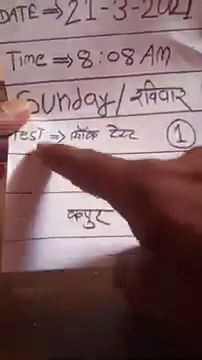 DATE ⇒ 21-3-2021
TIME ⇒ 8:08 AM
Sunday/रविवार
Test ⇒ फ्रॉक टेस्ट ①
कपुर